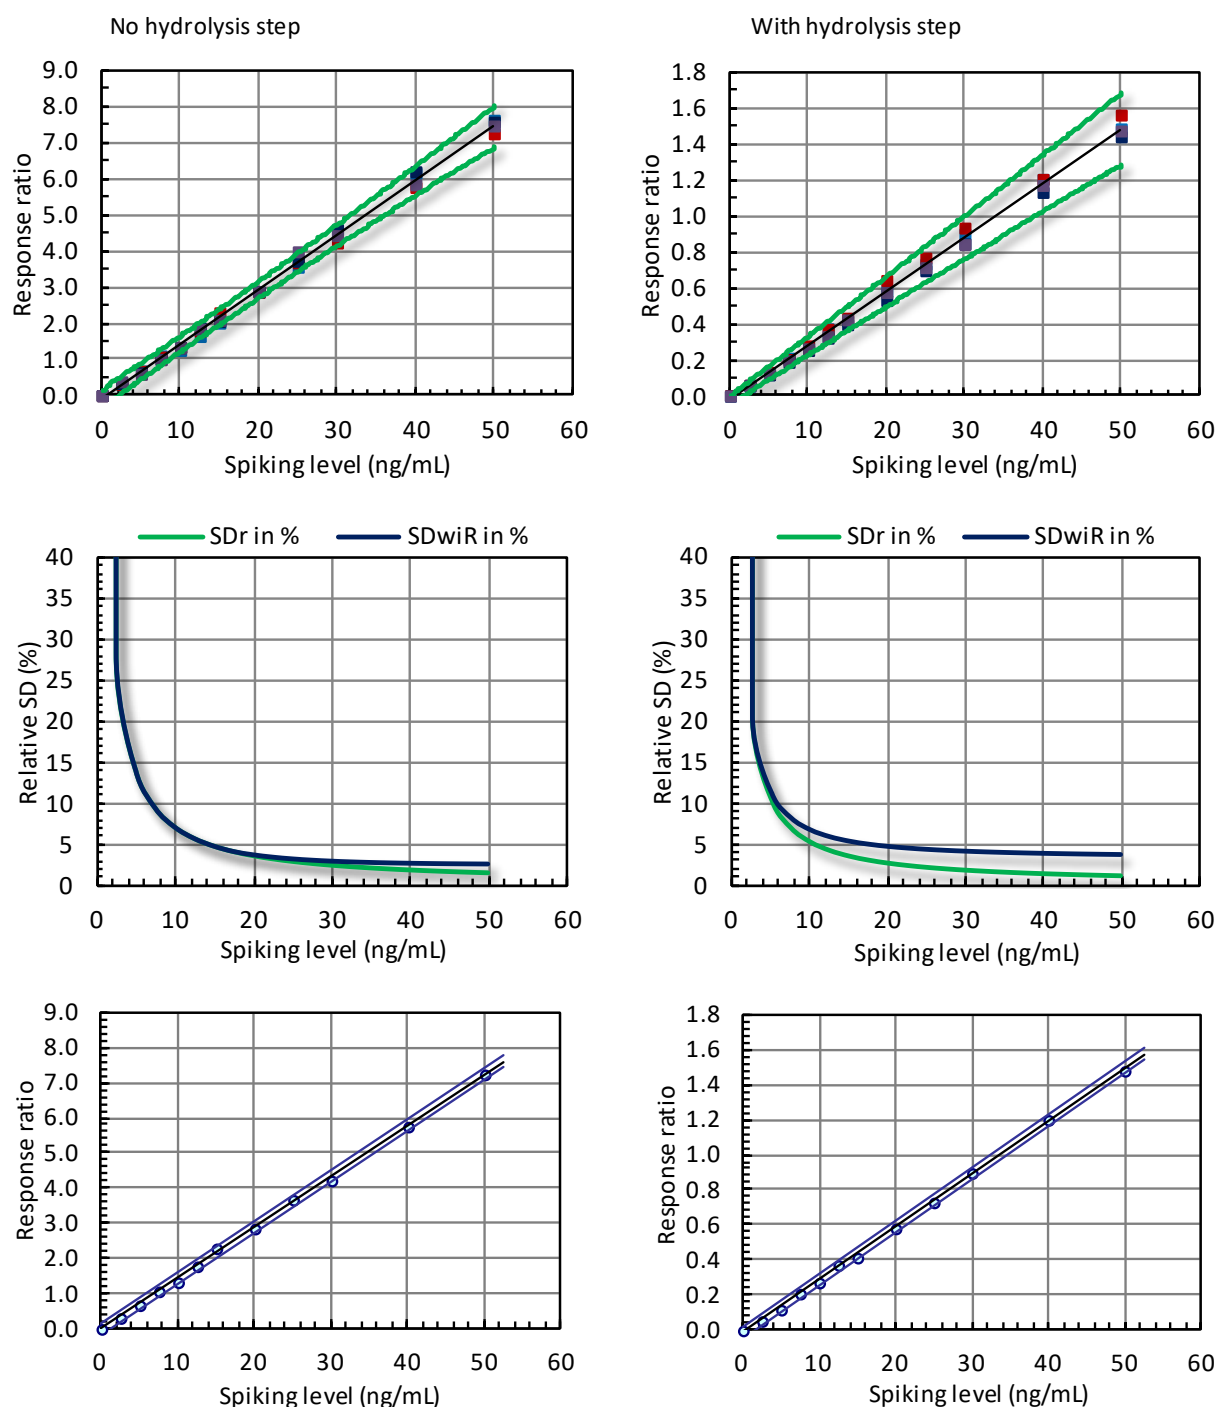 No hydrolysis step
With hydrolysis step
9.0
8.0
7.0
6.0
5.0
4.0
3.0
2.0
1.0
0.0
Response ratio
0 10 20 30 40 50 60
Spiking level (ng/mL)
1.8
1.6
1.4
1.2
1.0
0.8
0.6
0.4
0.2
0.0
Response ratio
0 10 20 30 40 50 60
Spiking level (ng/mL)
SDr in % SDwiR in %
40
35
30
25
20
15
10
5
0
Relative SD (%)
0 10 20 30 40 50 60
Spiking level (ng/mL)
SDr in % SDwiR in %
40
35
30
25
20
15
10
5
0
Relative SD (%)
0 10 20 30 40 50 60
Spiking level (ng/mL)
9.0
8.0
7.0
6.0
5.0
4.0
3.0
2.0
1.0
0.0
Response ratio
0 10 20 30 40 50 60
Spiking level (ng/mL)
1.8
1.6
1.4
1.2
1.0
0.8
0.6
0.4
0.2
0.0
Response ratio
0 10 20 30 40 50 60
Spiking level (ng/mL)